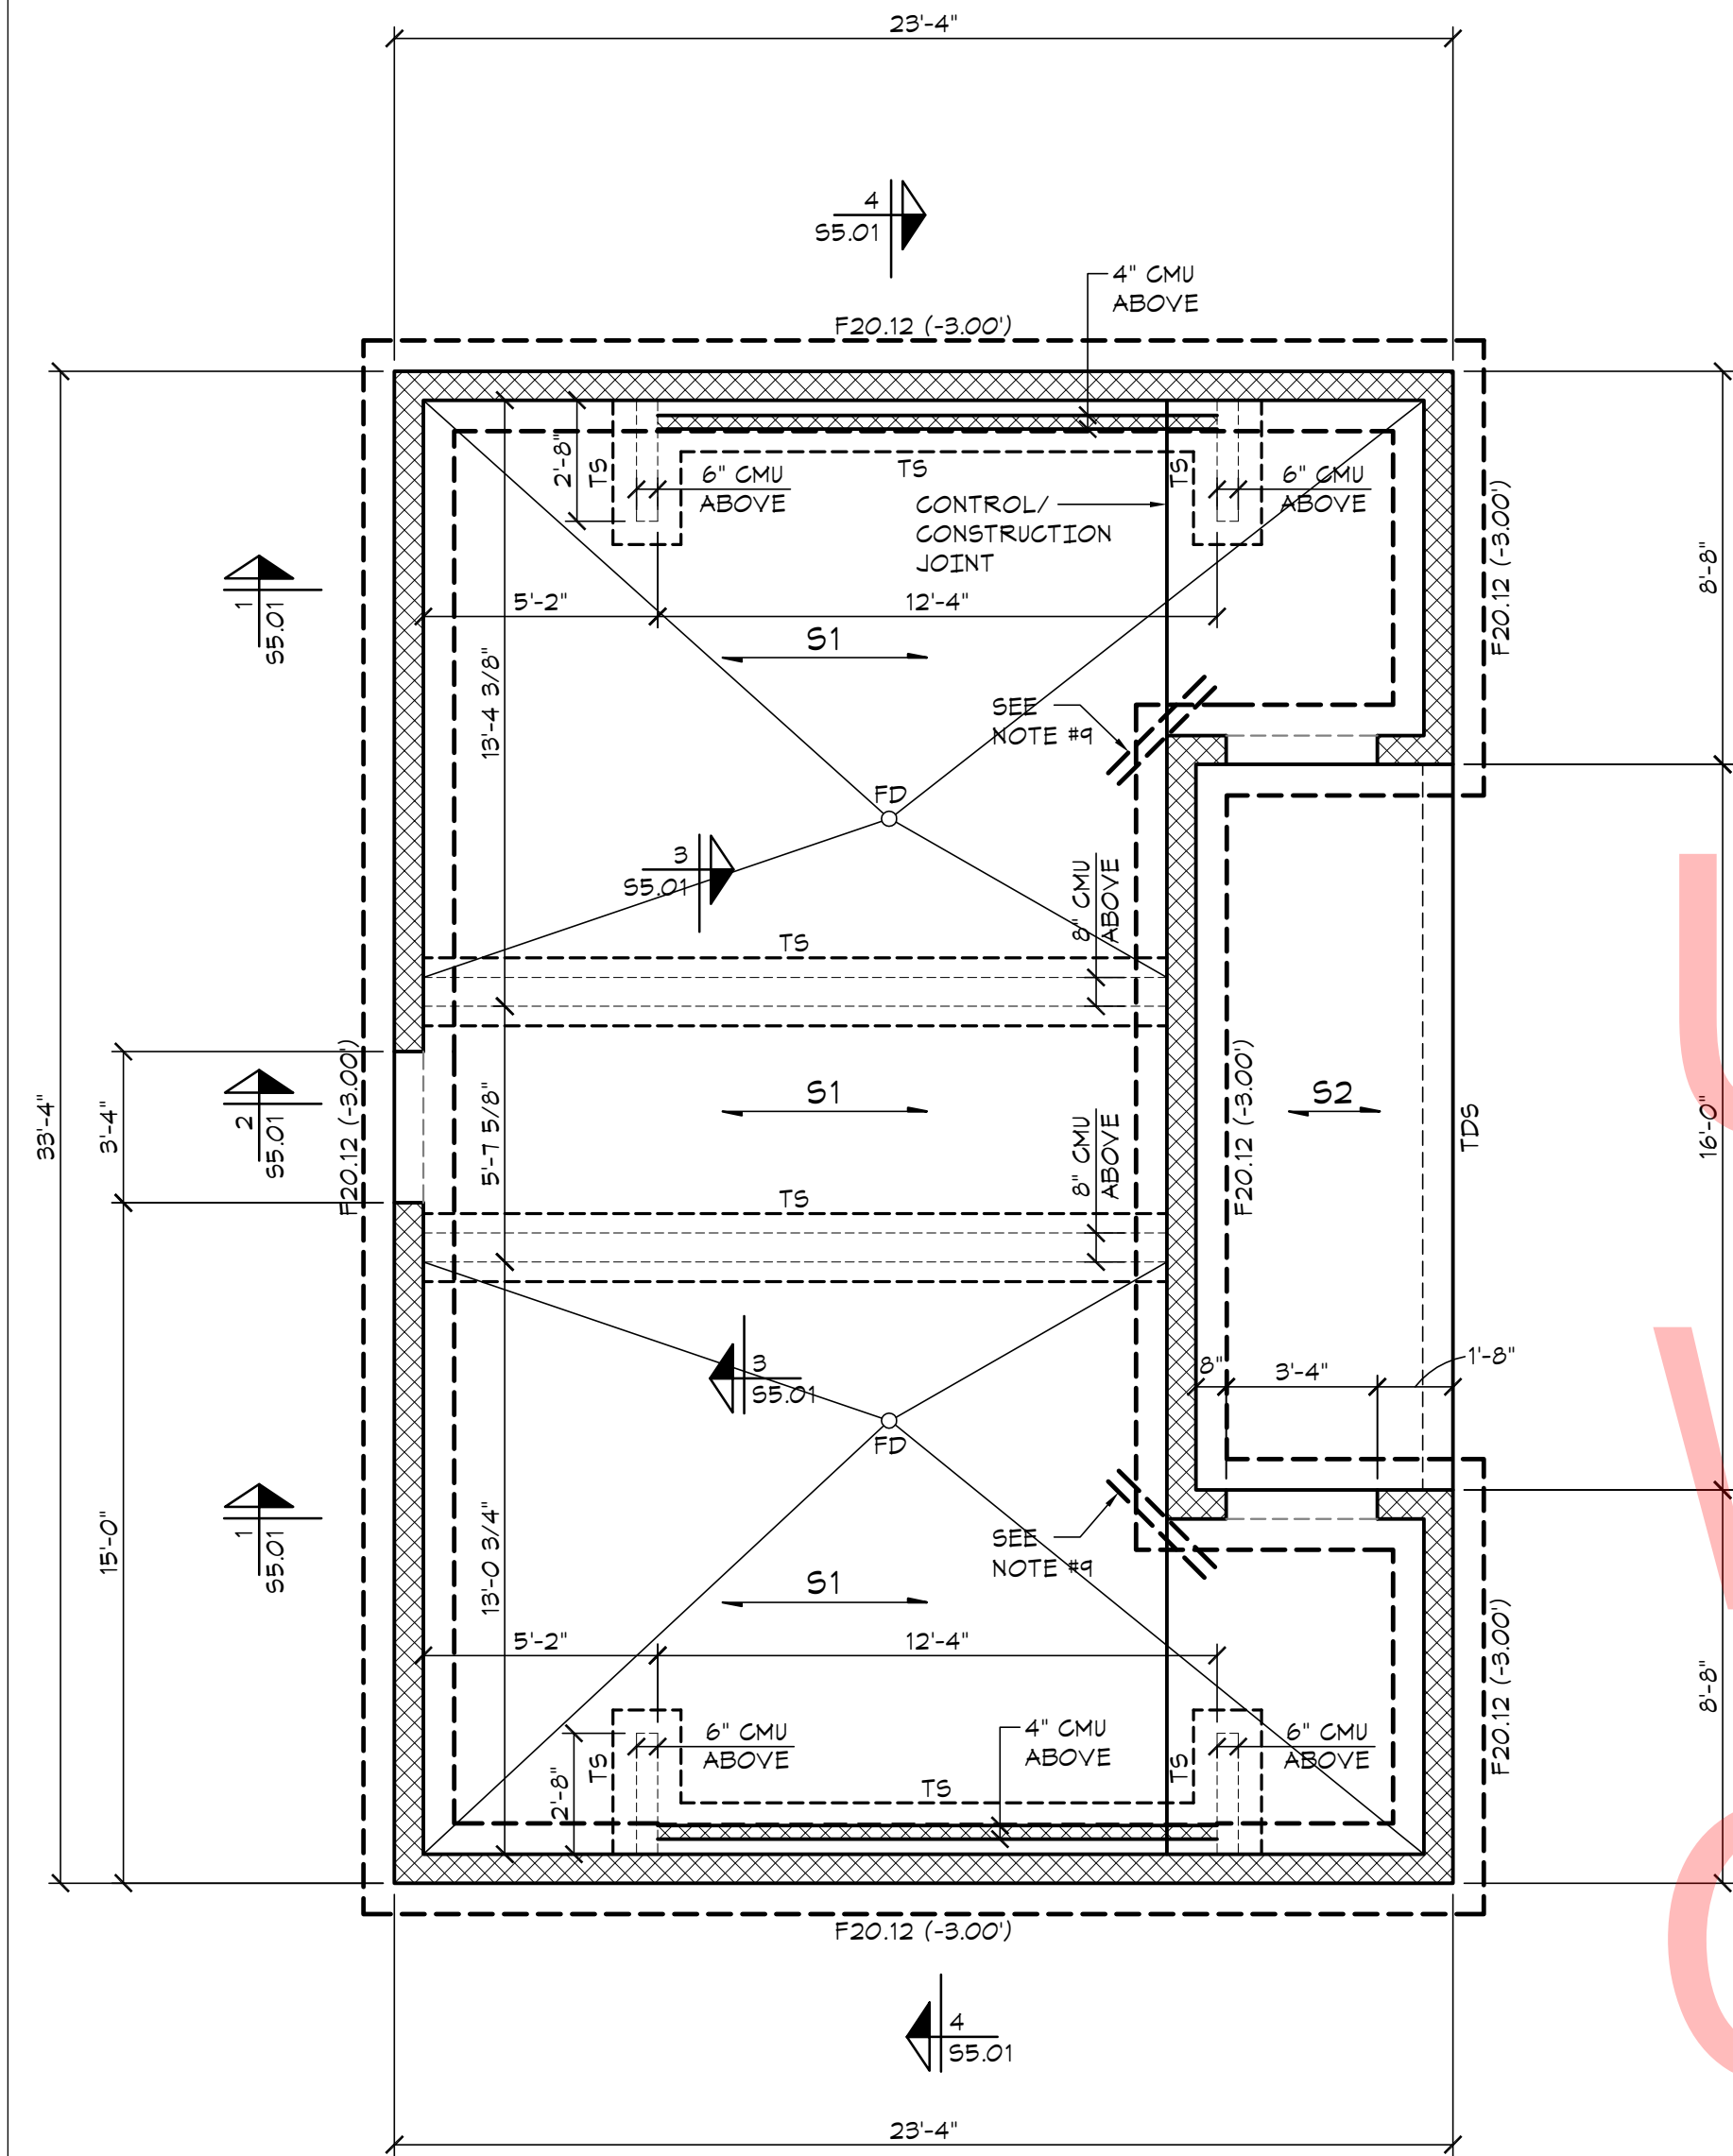 23'-4"
4
S5.01
4" CMU
ABOVE
F20.12 (-3.00')
2'-8"
TS
6" CMU
ABOVE
TS
CONTROL/
CONSTRUCTION
JOINT
TS
6" CMU
ABOVE
F20.12 (-3.00')
8'-8"
1
S5.01
5'-2"
12'-4"
S1
13'-4 3/8"
SEE
NOTE #9
FD
3
S5.01
8" CMU
ABOVE
TS
33'-4"
3'-4"
2
S5.01
F20.12 (-3.00')
5'-7 5/8"
S1
8" CMU
ABOVE
F20.12 (-3.00')
S2
TDS
16'-0"
TS
3
S5.01
8"
3'-4"
1'-8"
FD
1
S5.01
15'-0"
13'-0 3/4"
SEE
NOTE #9
S1
5'-2"
12'-4"
F20.12 (-3.00')
8'-8"
2'-8"
TS
6" CMU
ABOVE
4" CMU
ABOVE
TS
TS
6" CMU
ABOVE
F20.12 (-3.00')
4
S5.01
23'-4"